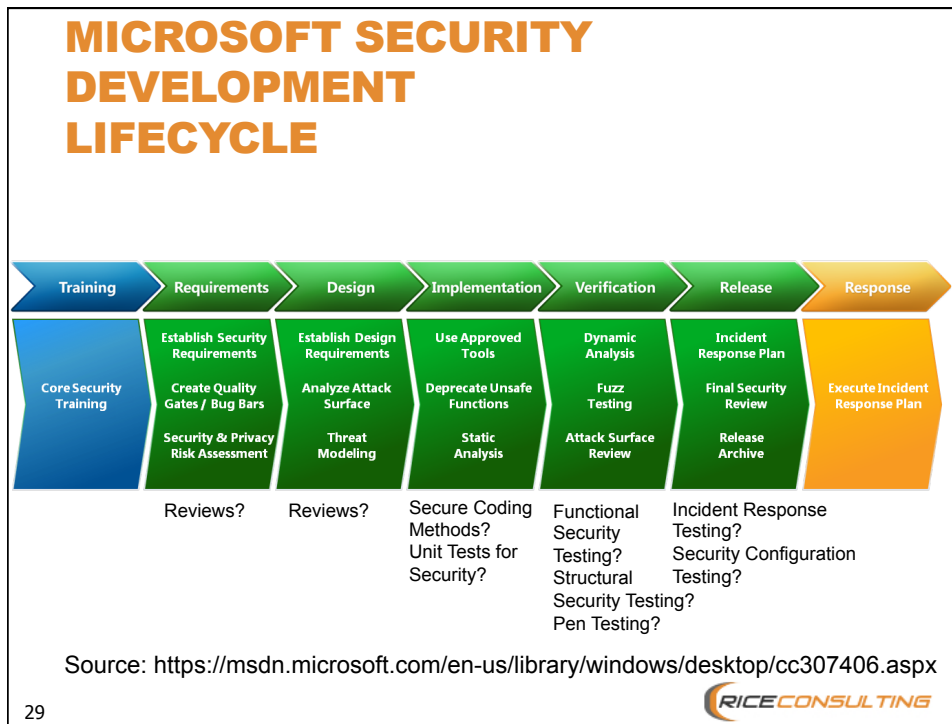 MICROSOFT SECURITY
DEVELOPMENT
LIFECYCLE
Training
Requirements
Design
Implementation
Verification
Release
Response
Core Security
Training
Establish Security
Requirements
Create Quality
Gates / Bug Bars
Security & Privacy
Risk Assessment
Establish Design
Requirements
Analyze Attack
Surface
Threat
Modeling
Use Approved
Tools
Deprecate Unsafe
Functions
Static
Analysis
Dynamic
Analysis
Fuzz
Testing
Attack Surface
Review
Incident
Response Plan
Final Security
Review
Release
Archive
Execute Incident
Response Plan
Reviews?
Reviews?
Secure Coding
Methods?
Unit Tests for
Security?
Functional
Security
Testing?
Structural
Security Testing?
Pen Testing?
Incident Response
Testing?
Security Configuration
Testing?
Source: https://msdn.microsoft.com/en-us/library/windows/desktop/cc307406.aspx
29
RICECONSULTING